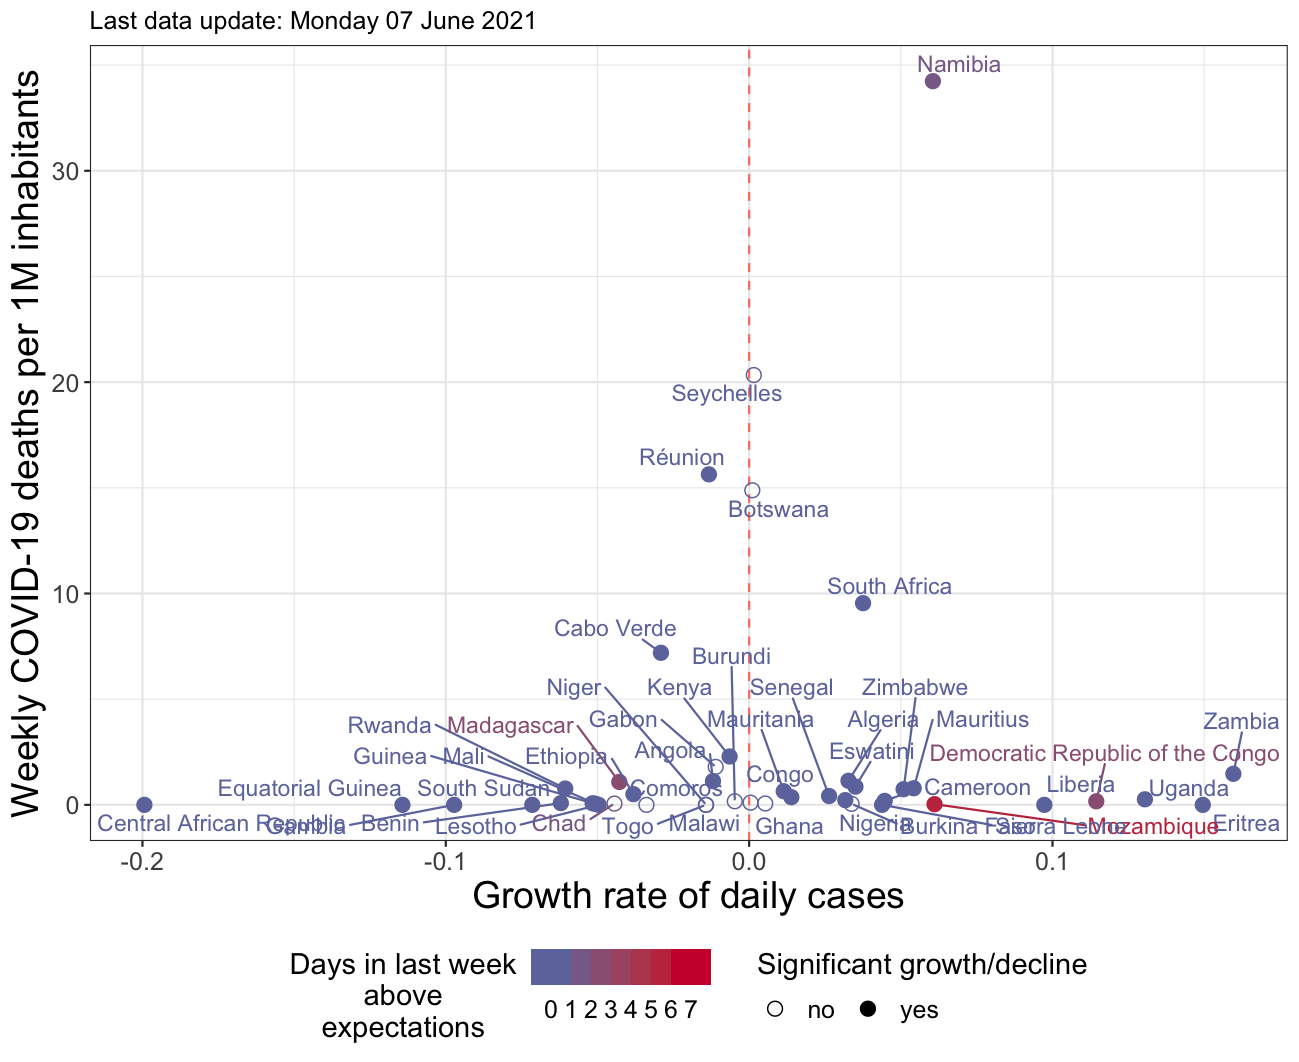 Last data update: Monday 07 June 2021
Weekly COVID-19 deaths per 1M inhabitants
Namibia
30
20
Seychelles
Réunion
Botswana
10
South Africa
Cabo Verde
Burundi
Niger Kenya Senegal Zimbabwe
Rwanda Madagascar Gabon Mauritania Algeria Mauritius Zambia
Guinea Mali Ethiopia Angola Eswatini Democratic Republic of the Congo
Equatorial Guinea South Sudan Comoros Congo Cameroon Liberia Uganda
0
Central African Republic Gambia Benin Lesotho Chad Togo Malawi Ghana Nigeria Burkina Faso Sierra Leone Mozambique Eritrea
-0.2 -0.1 0.0 0.1
Growth rate of daily cases
Days in last week
above
expectations
0 1 2 3 4 5 6 7
Significant growth/decline
no yes